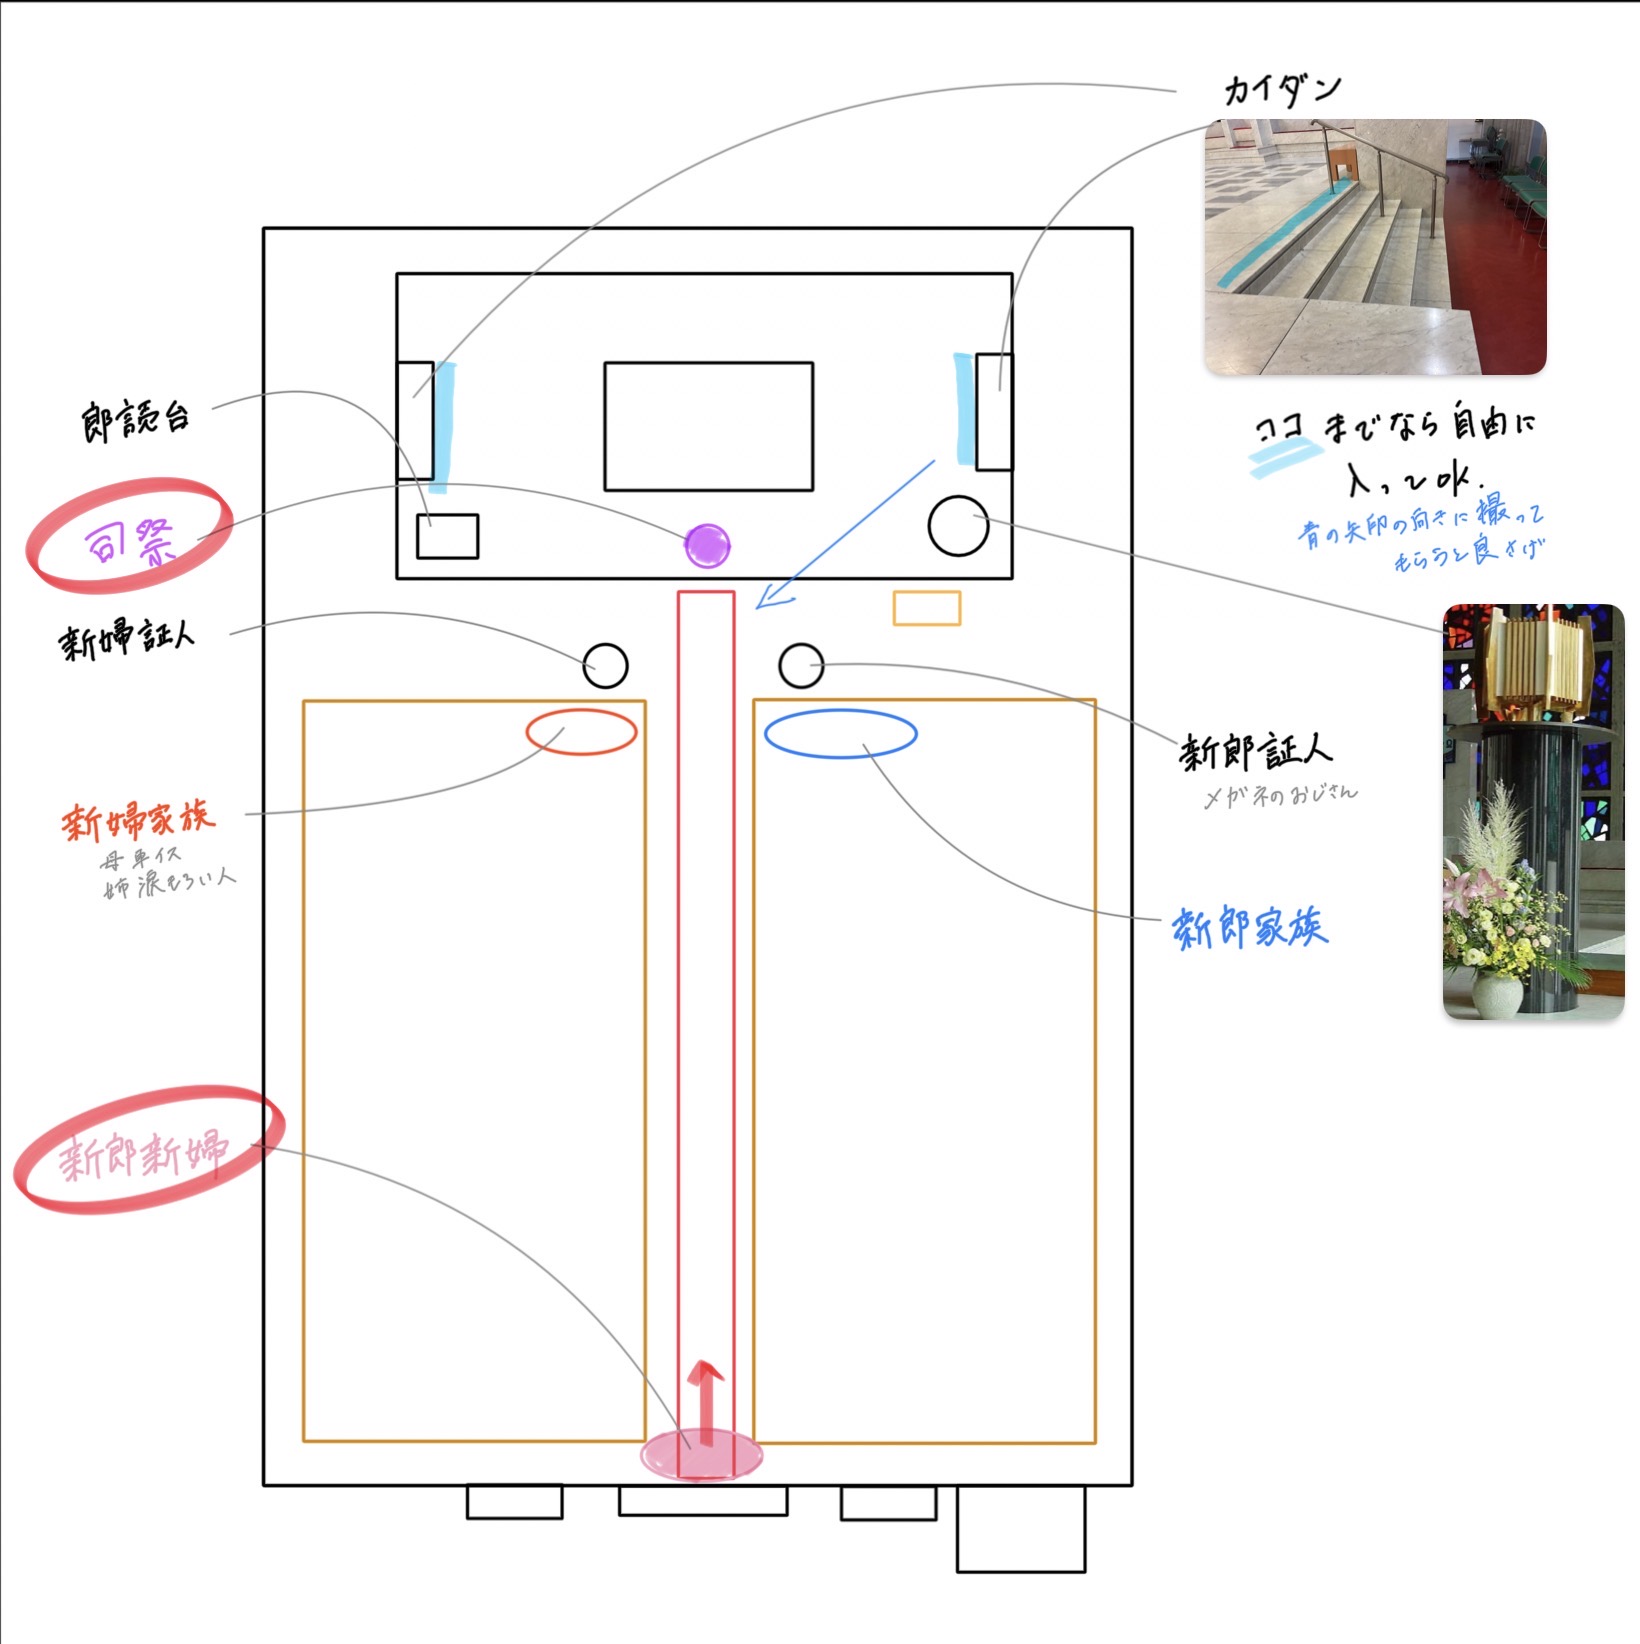 カイダン
郎読台
司祭
ココ までなら自由に
入ってOK.
青の矢印の向きに撮って
もらうと良さげ
新婦証人
新郎証人
メガネのおじさん
新婦家族
母車イス
姉涙もろい人
新郎家族
新郎新婦